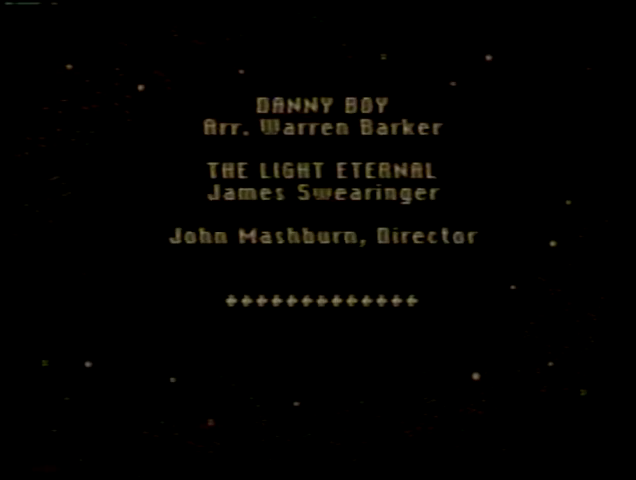 DANNY BOY
Arr. Warren Barker
THE LIGHT ETERNAL
James Swearinger
John Mashburn, Director